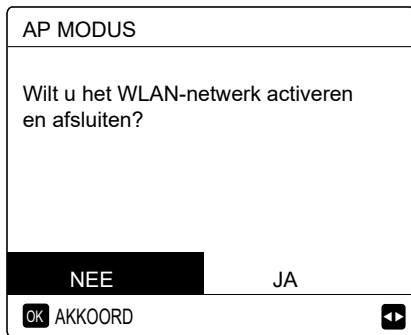 AP MODUS
Wilt u het WLAN-netwerk activeren
en afsluiten?
NEE JA
OK AKKOORD